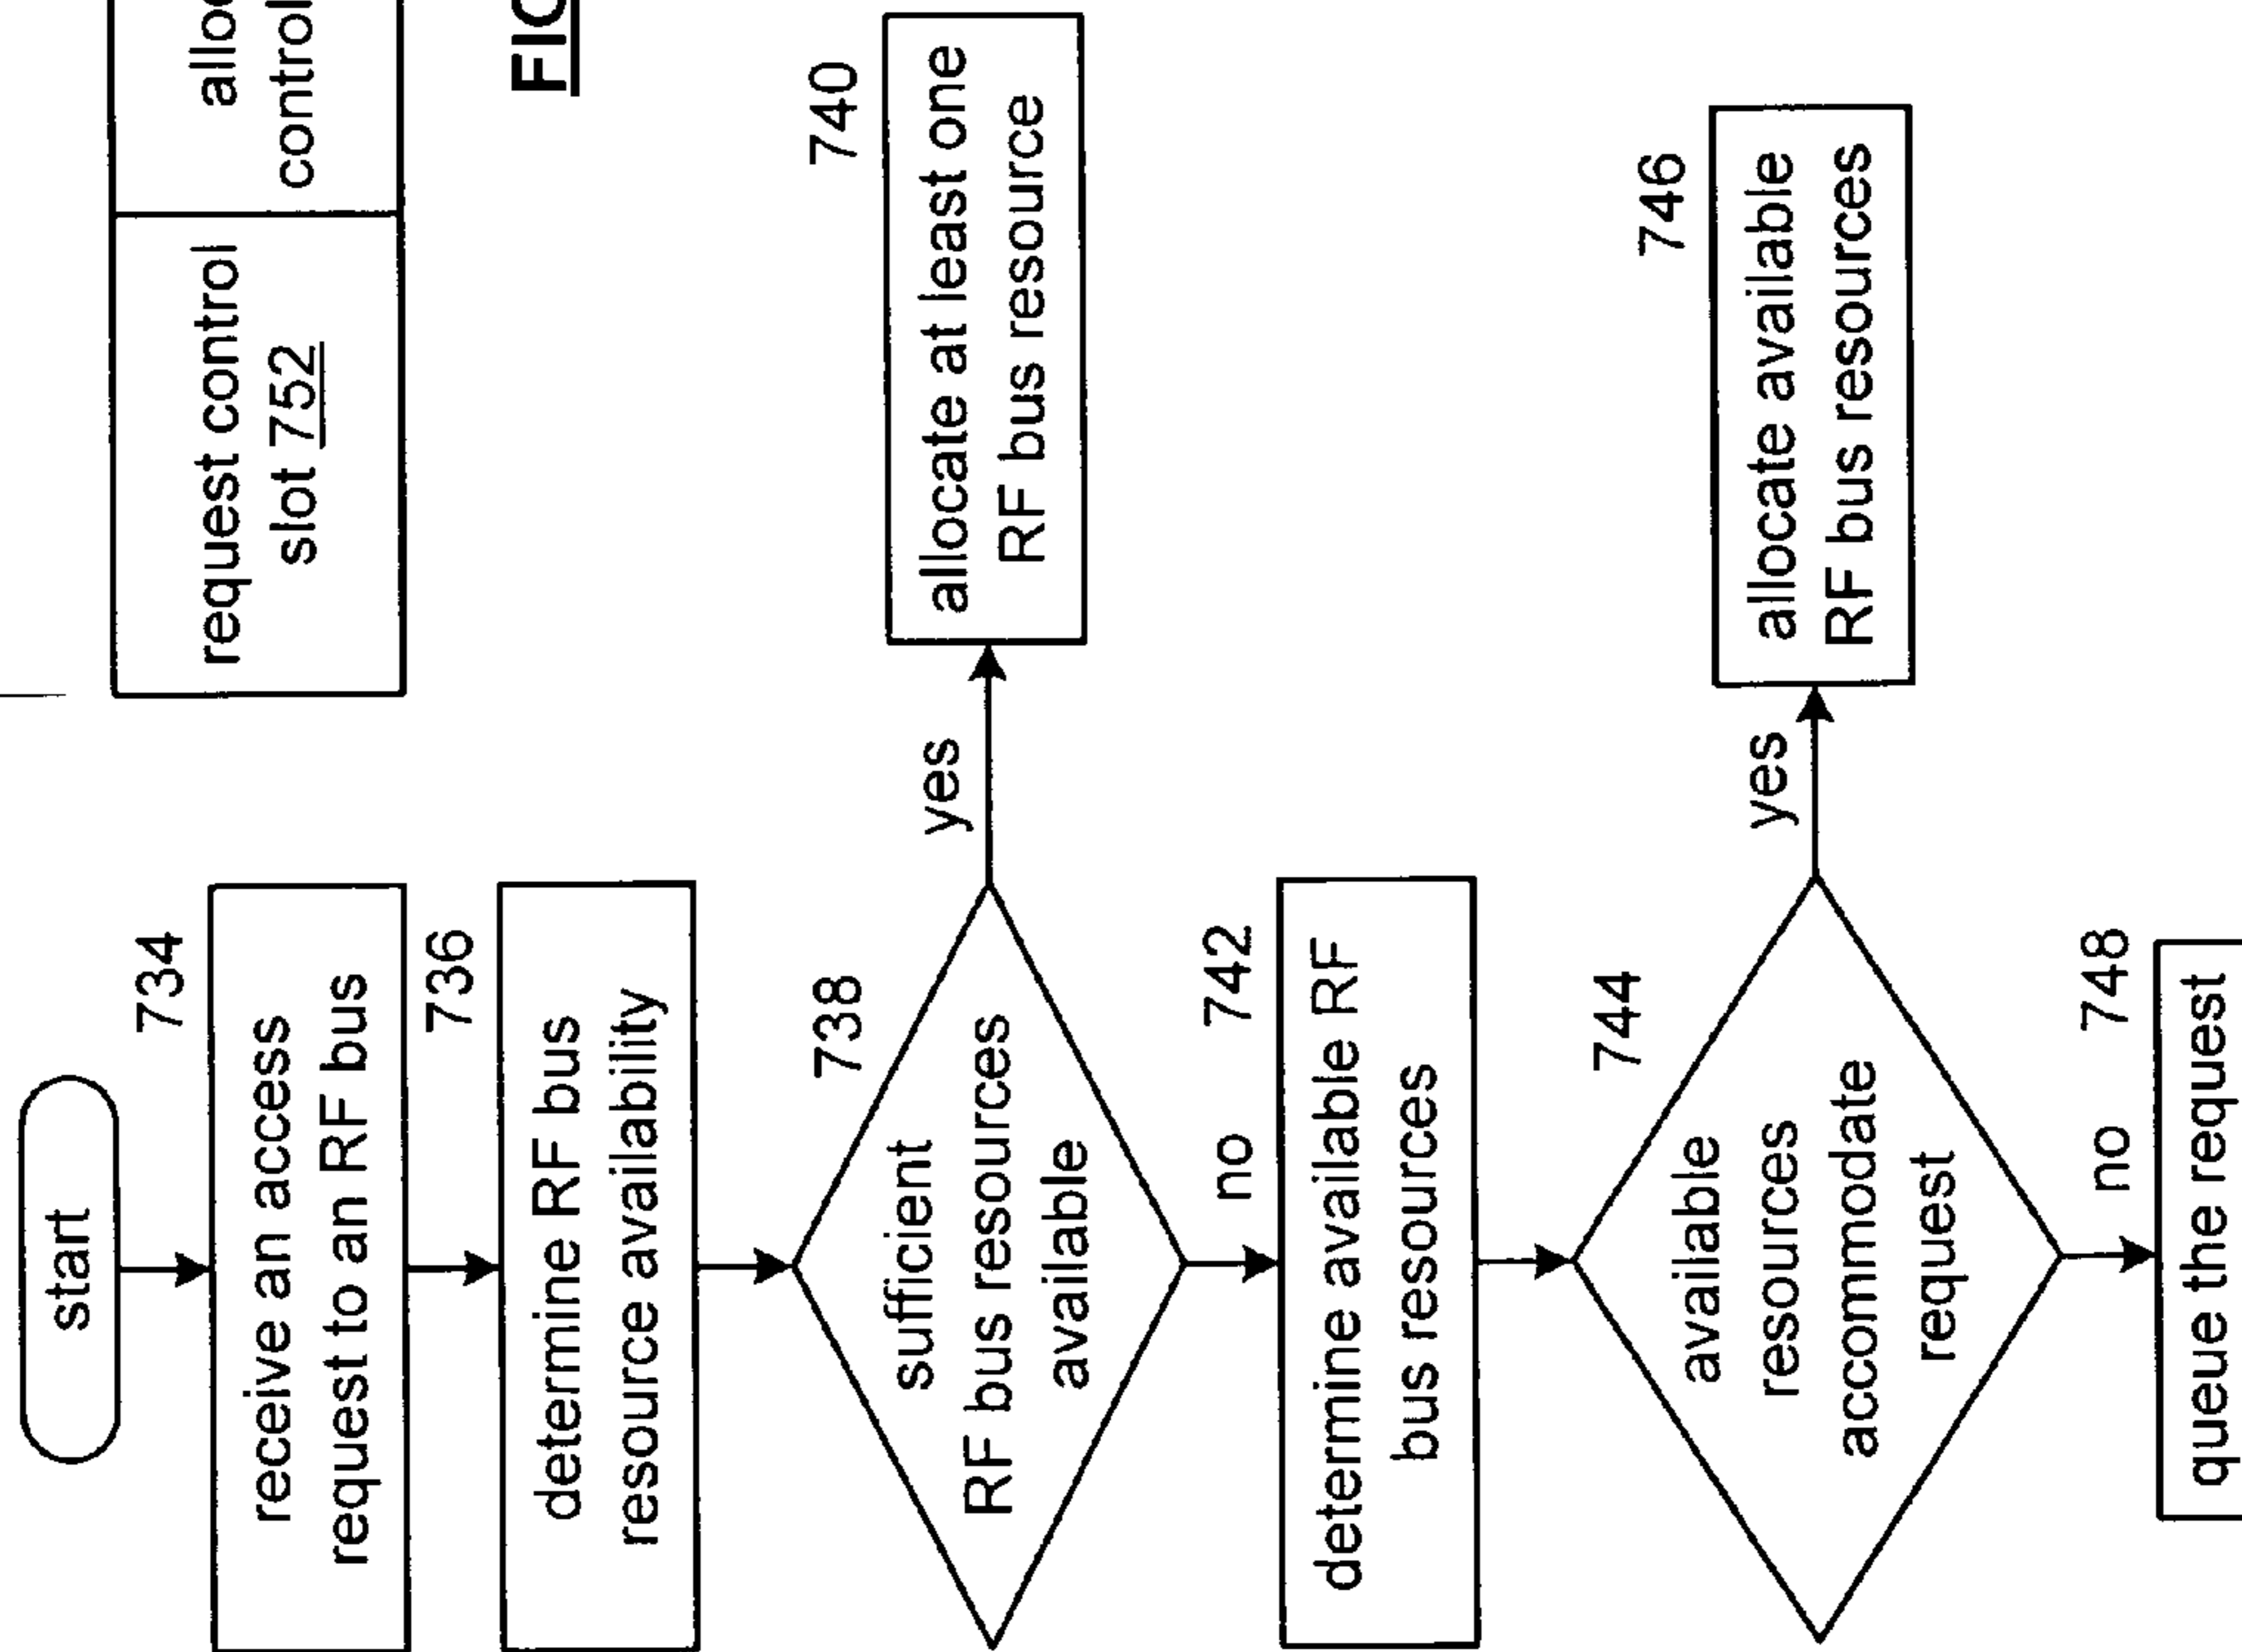 start
734
receive an access
request to an RF bus
736
determine RF bus
resource availability
738
sufficient
RF bus resources
available
yes
740
allocate at least one
RF bus resource
no
742
determine available RF
bus resources
744
available
resources
accommodate
request
yes
746
allocate available
RF bus resources
no
748
queue the request
request control
slot 752
control